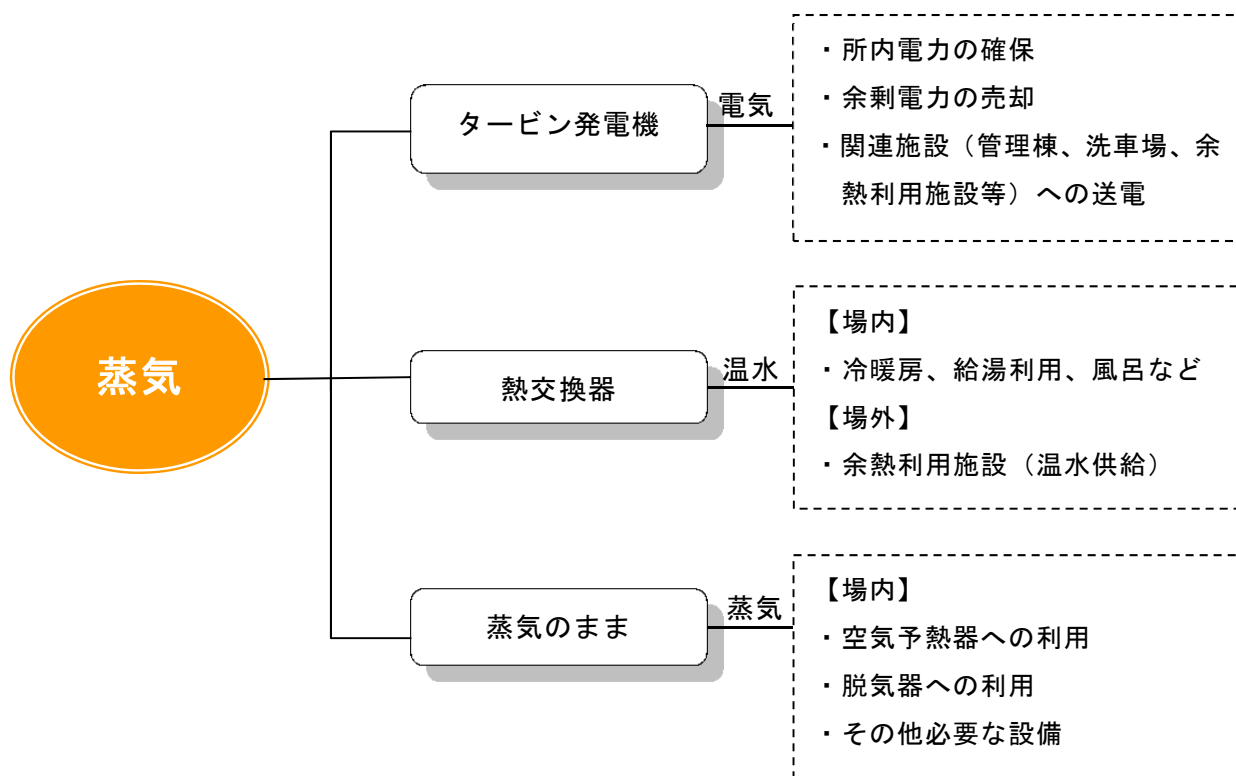 蒸気
タービン発電機
電気
・所内電力の確保
・余剰電力の売却
・関連施設（管理棟、洗車場、余
熱利用施設等）への送電
熱交換器
温水
【場内】
・冷暖房、給湯利用、風呂など
【場外】
・余熱利用施設（温水供給）
蒸気のまま
蒸気
【場内】
・空気予熱器への利用
・脱気器への利用
・その他必要な設備